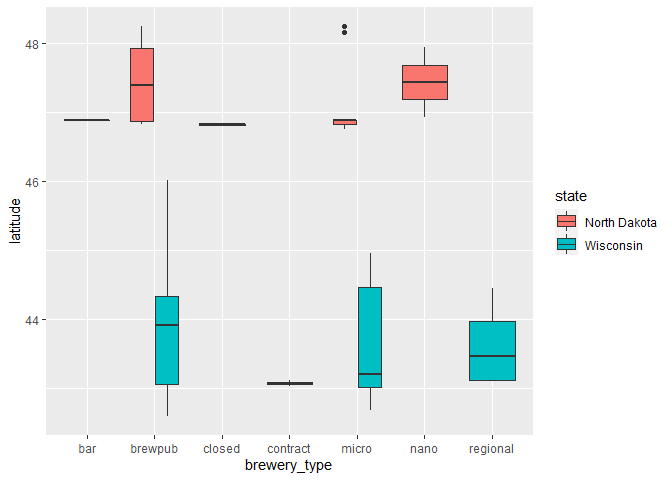 48
46
44
latitude
bar brewpub closed contract micro nano regional
brewery_type
state
North Dakota
Wisconsin